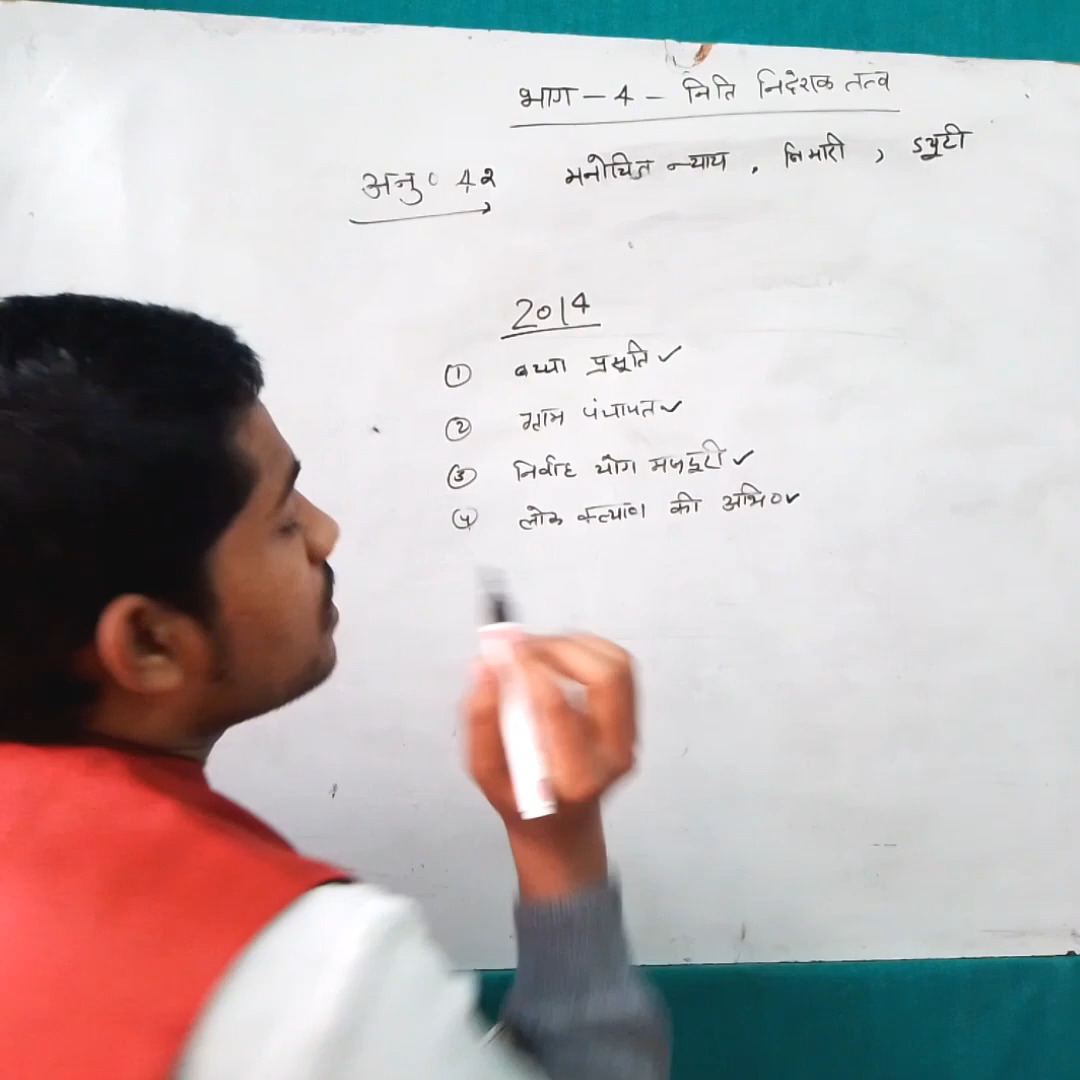 भाग - 4 - निति निदेशक तत्व
अनु० 42 मनोचित न्याय , बिमारी , ड्यूटी
2014
① बच्चा प्रसूति ✓
② ग्राम पंचायत ✓
③ निर्वाह योग मजदूरी ✓
④ लोक कल्याण की अभि० ✓